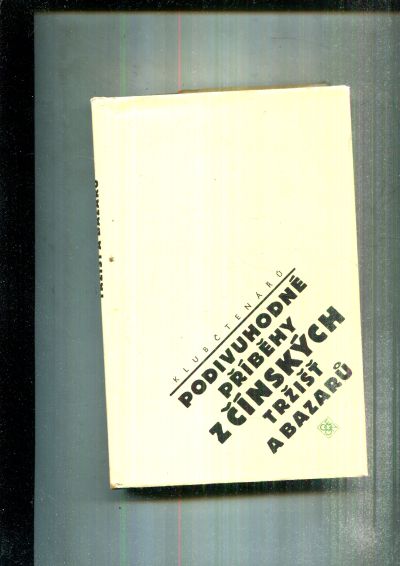 KLUB ČTENÁŘŮ
PODIVUHODNÉ
PŘÍBĚHY
Z ČÍNSKÝCH
TRŽIŠŤ
A BAZARŮ